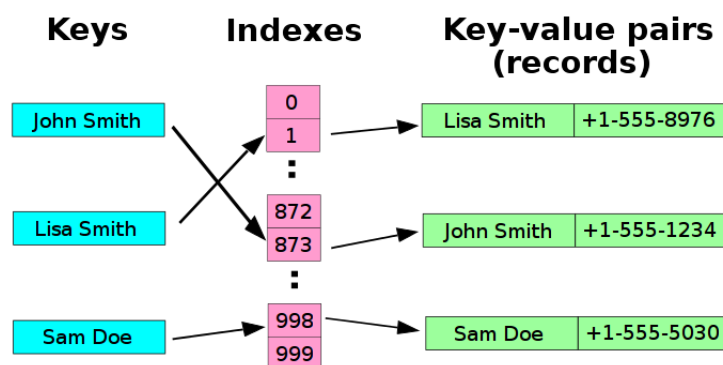 Keys
Indexes
Key-value pairs
(records)
John Smith
0
1
:
Lisa Smith +1-555-8976
Lisa Smith
872
873
:
John Smith +1-555-1234
Sam Doe
998
999
Sam Doe +1-555-5030